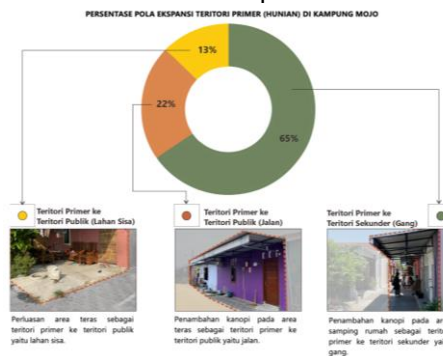 PERSENTASE POLA EKSPANSI TERITORI PRIMER (HUNIAN) DI KAMPUNG MOJO
13%
22%
65%
Teritori Primer ke
Teritori Publik (Lahan Sisa)
Perluasan area teras sebagai
teritori primer ke teritori publik
yaitu lahan sisa.
Teritori Primer ke
Teritori Publik (Jalan)
Penambahan kanopi pada area
teras sebagai teritori primer ke
teritori publik yaitu jalan.
Teritori Primer ke
Teritori Sekunder (Gang)
Penambahan kanopi pada
samping rumah sebagai
primer ke teritori sekunder
gang.